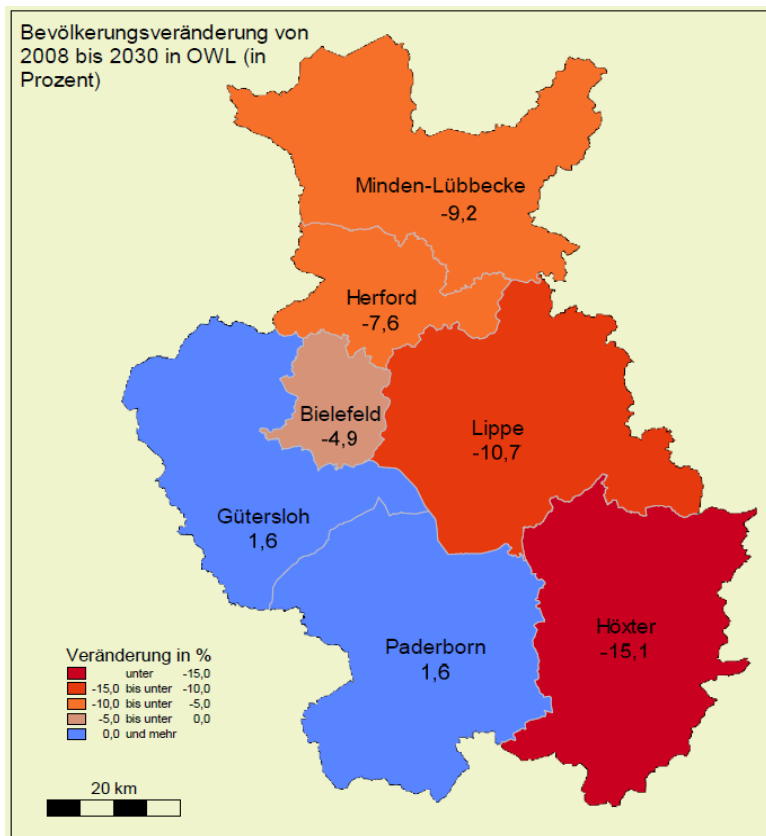 Bevölkerungsveränderung von
2008 bis 2030 in OWL (in
Prozent)
Minden-Lübbecke
-9,2
Herford
-7,6
Bielefeld
-4,9
Lippe
-10,7
Gütersloh
1,6
Paderborn
1,6
Höxter
-15,1
Veränderung in %
unter -15,0
-15,0 bis unter -10,0
-10,0 bis unter -5,0
-5,0 bis unter 0,0
0,0 und mehr
20 km